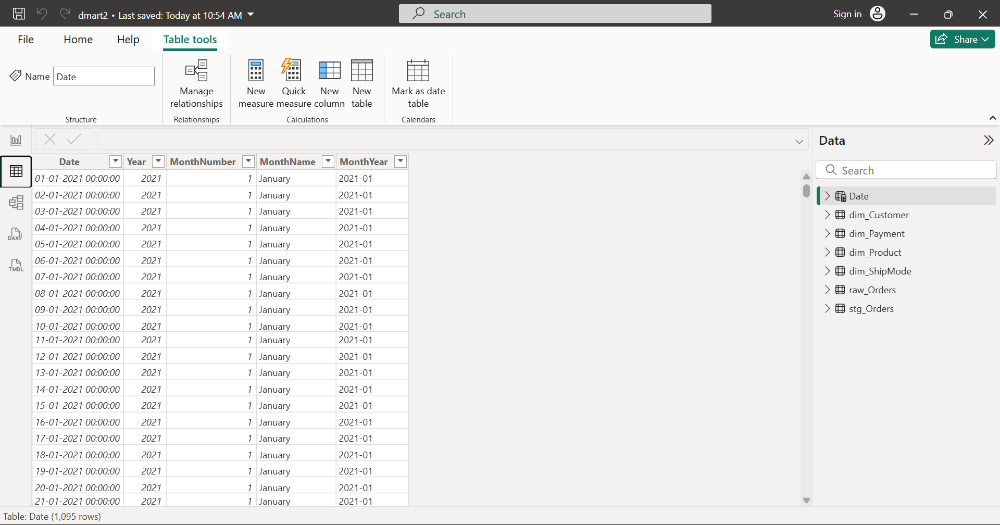 dmart2 • Last saved: Today at 10:54 AM
Search
Sign in
File Home Help Table tools
Share
Name Date
Manage relationships
New measure
Quick measure
New column
New table
Mark as date table
Structure Relationships Calculations Calendars
Data
Search
Date
dim_Customer
dim_Payment
dim_Product
dim_ShipMode
raw_Orders
stg_Orders
DAX
TMDL
Date Year MonthNumber MonthName MonthYear
01-01-2021 00:00:00 2021 1 January 2021-01
02-01-2021 00:00:00 2021 1 January 2021-01
03-01-2021 00:00:00 2021 1 January 2021-01
04-01-2021 00:00:00 2021 1 January 2021-01
05-01-2021 00:00:00 2021 1 January 2021-01
06-01-2021 00:00:00 2021 1 January 2021-01
07-01-2021 00:00:00 2021 1 January 2021-01
08-01-2021 00:00:00 2021 1 January 2021-01
09-01-2021 00:00:00 2021 1 January 2021-01
10-01-2021 00:00:00 2021 1 January 2021-01
11-01-2021 00:00:00 2021 1 January 2021-01
12-01-2021 00:00:00 2021 1 January 2021-01
13-01-2021 00:00:00 2021 1 January 2021-01
14-01-2021 00:00:00 2021 1 January 2021-01
15-01-2021 00:00:00 2021 1 January 2021-01
16-01-2021 00:00:00 2021 1 January 2021-01
17-01-2021 00:00:00 2021 1 January 2021-01
18-01-2021 00:00:00 2021 1 January 2021-01
19-01-2021 00:00:00 2021 1 January 2021-01
20-01-2021 00:00:00 2021 1 January 2021-01
21-01-2021 00:00:00 2021 1 January 2021-01
Table: Date (1,095 rows)